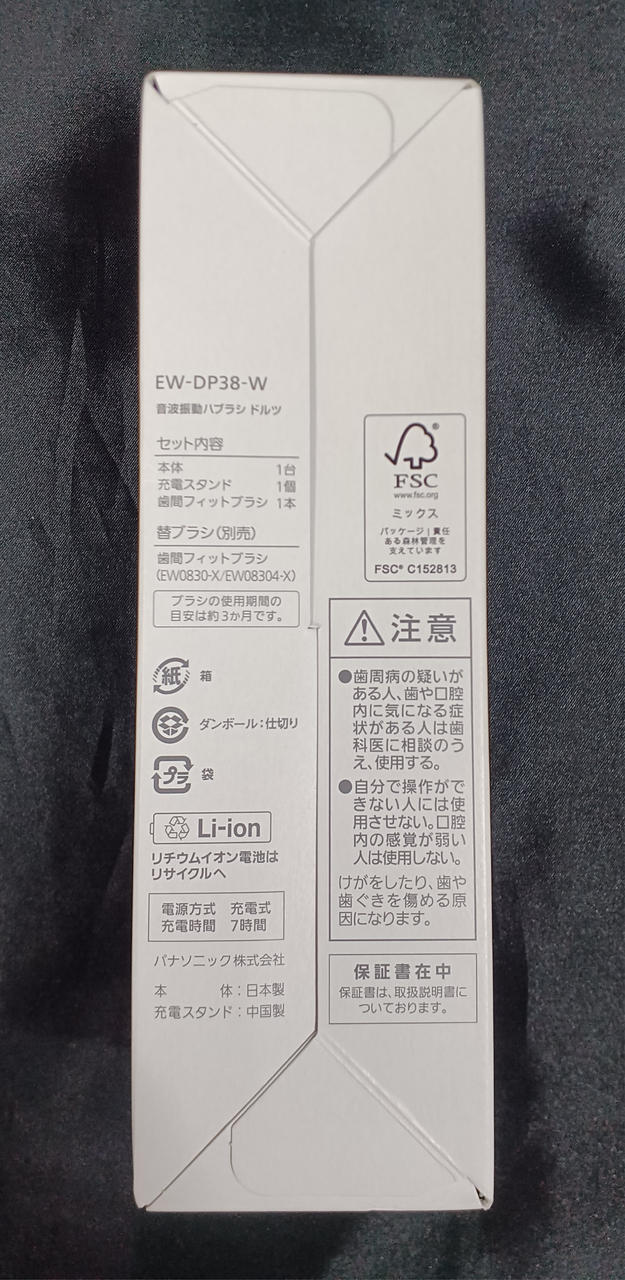 EW-DP38-W
音波振動ハブラシ ドルツ
セット内容
本体 1台
充電スタンド 1個
歯間フィットブラシ 1本
替ブラシ(別売)
歯間フィットブラシ
(EW0830-X/EW08304-X)
ブラシの使用期間の
目安は約3か月です。
紙 箱
ダンボール:仕切り
プラ 袋
Li-ion
リチウムイオン電池は
リサイクルへ
電源方式 充電式
充電時間 7時間
パナソニック株式会社
本 体:日本製
充電スタンド:中国製
®
FSC
www.fsc.org
ミックス
パッケージ|責任
ある森林管理を
支えています
FSC® C152813
注意
●歯周病の疑いが
ある人、歯や口腔
内に気になる症
状がある人は歯
科医に相談のう
え、使用する。
●自分で操作がで
きない人には使
用させない。口腔
内の感覚が弱い
人は使用しない。
けがをしたり、歯や
歯ぐきを傷める原
因になります。
保証書在中
保証書は、取扱説明書に
ついております。